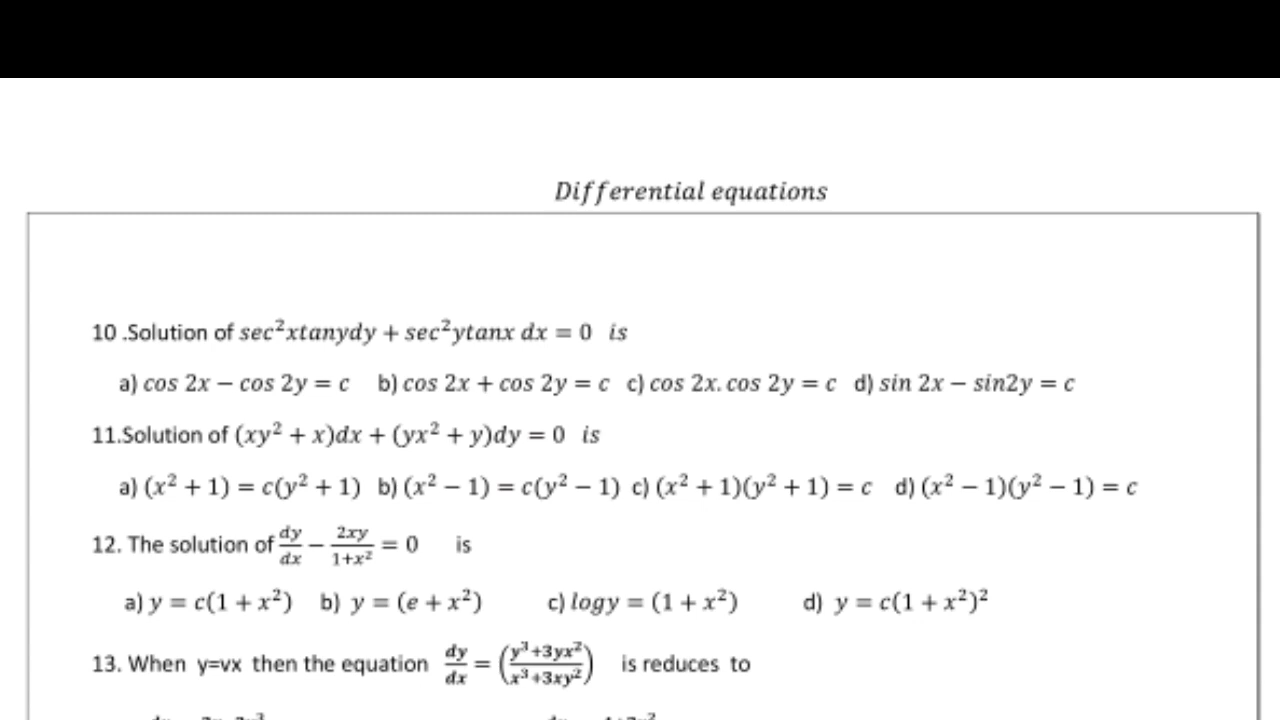 Differential equations
10 .Solution of sec²xtanydy + sec²ytanx dx = 0 is
a) cos 2x − cos 2y = c b) cos 2x + cos 2y = c c) cos 2x. cos 2y = c d) sin 2x − sin2y = c
11.Solution of (xy² + x)dx + (yx² + y)dy = 0 is
a) (x² + 1) = c(y² + 1) b) (x² − 1) = c(y² − 1) c) (x² + 1)(y² + 1) = c d) (x² − 1)(y² − 1) = c
12. The solution of dy/dx − 2xy/1+x² = 0 is
a) y = c(1 + x²) b) y = (e + x²) c) logy = (1 + x²) d) y = c(1 + x²)²
13. When y=vx then the equation dy/dx = (y³+3yx²/x³+3xy²) is reduces to